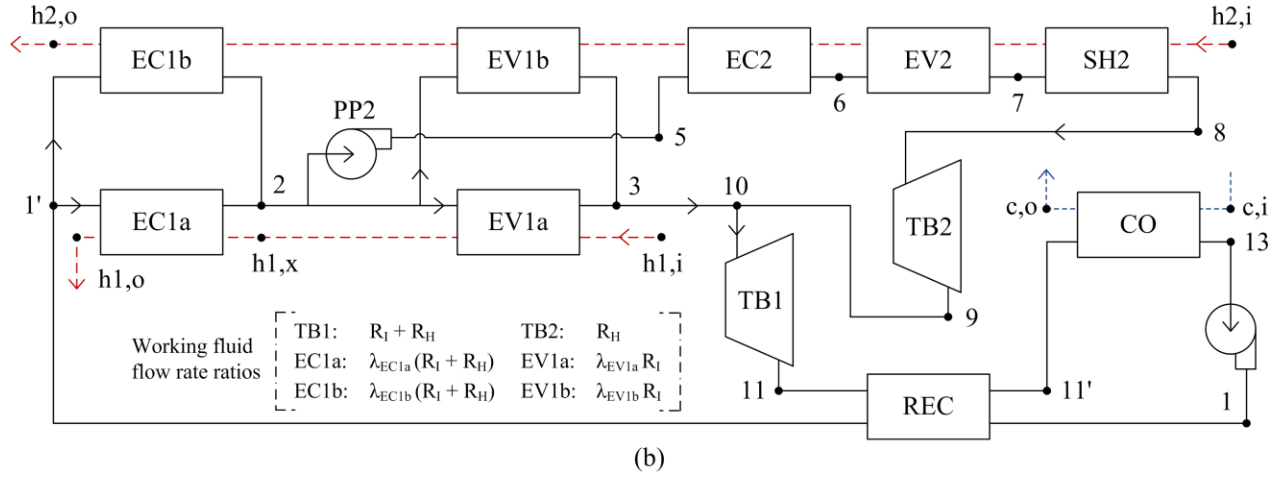 h2,o
h2,i
EC1b
EV1b
EC2
EV2
SH2
PP2
6
7
5
8
1'
EC1a
2
EV1a
3
10
TB2
c,o
CO
c,i
13
h1,o
h1,x
h1,i
TB1
9
Working fluid
flow rate ratios
TB1: R_I + R_H TB2: R_H
EC1a: λ_EC1a (R_I + R_H) EV1a: λ_EV1a R_I
EC1b: λ_EC1b (R_I + R_H) EV1b: λ_EV1b R_I
11
REC
11'
1
(b)